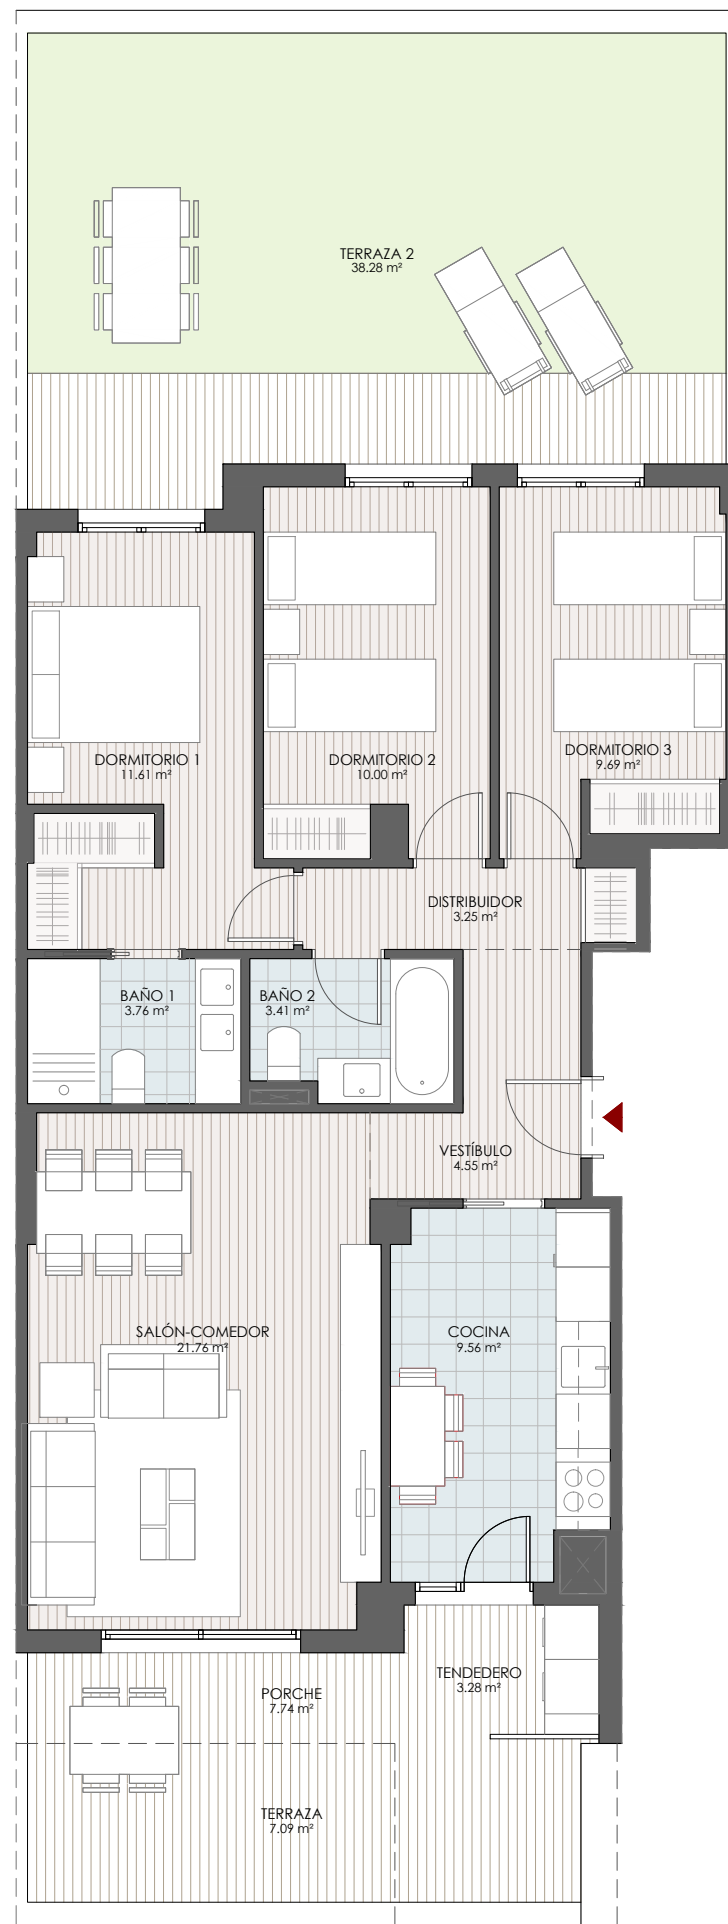 TERRAZA 2
38.28 m²
DORMITORIO 1
11.61 m²
DORMITORIO 2
10.00 m²
DORMITORIO 3
9.69 m²
DISTRIBUIDOR
3.25 m²
BAÑO 1
3.76 m²
BAÑO 2
3.41 m²
VESTÍBULO
4.55 m²
SALÓN-COMEDOR
21.76 m²
COCINA
9.56 m²
TENDEDERO
3.28 m²
PORCHE
7.74 m²
TERRAZA
7.09 m²